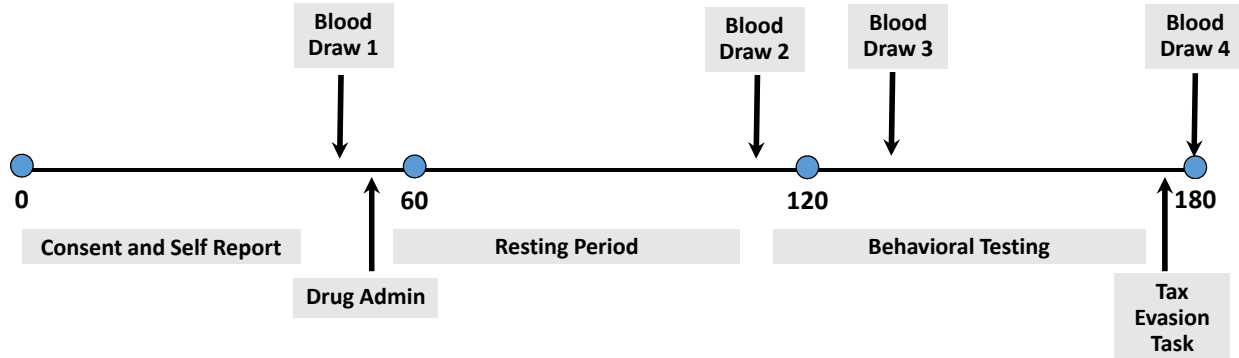 Blood
Draw 1
Blood
Draw 2
Blood
Draw 3
Blood
Draw 4
0
60
120
180
Consent and Self Report
Resting Period
Behavioral Testing
Drug Admin
Tax
Evasion
Task